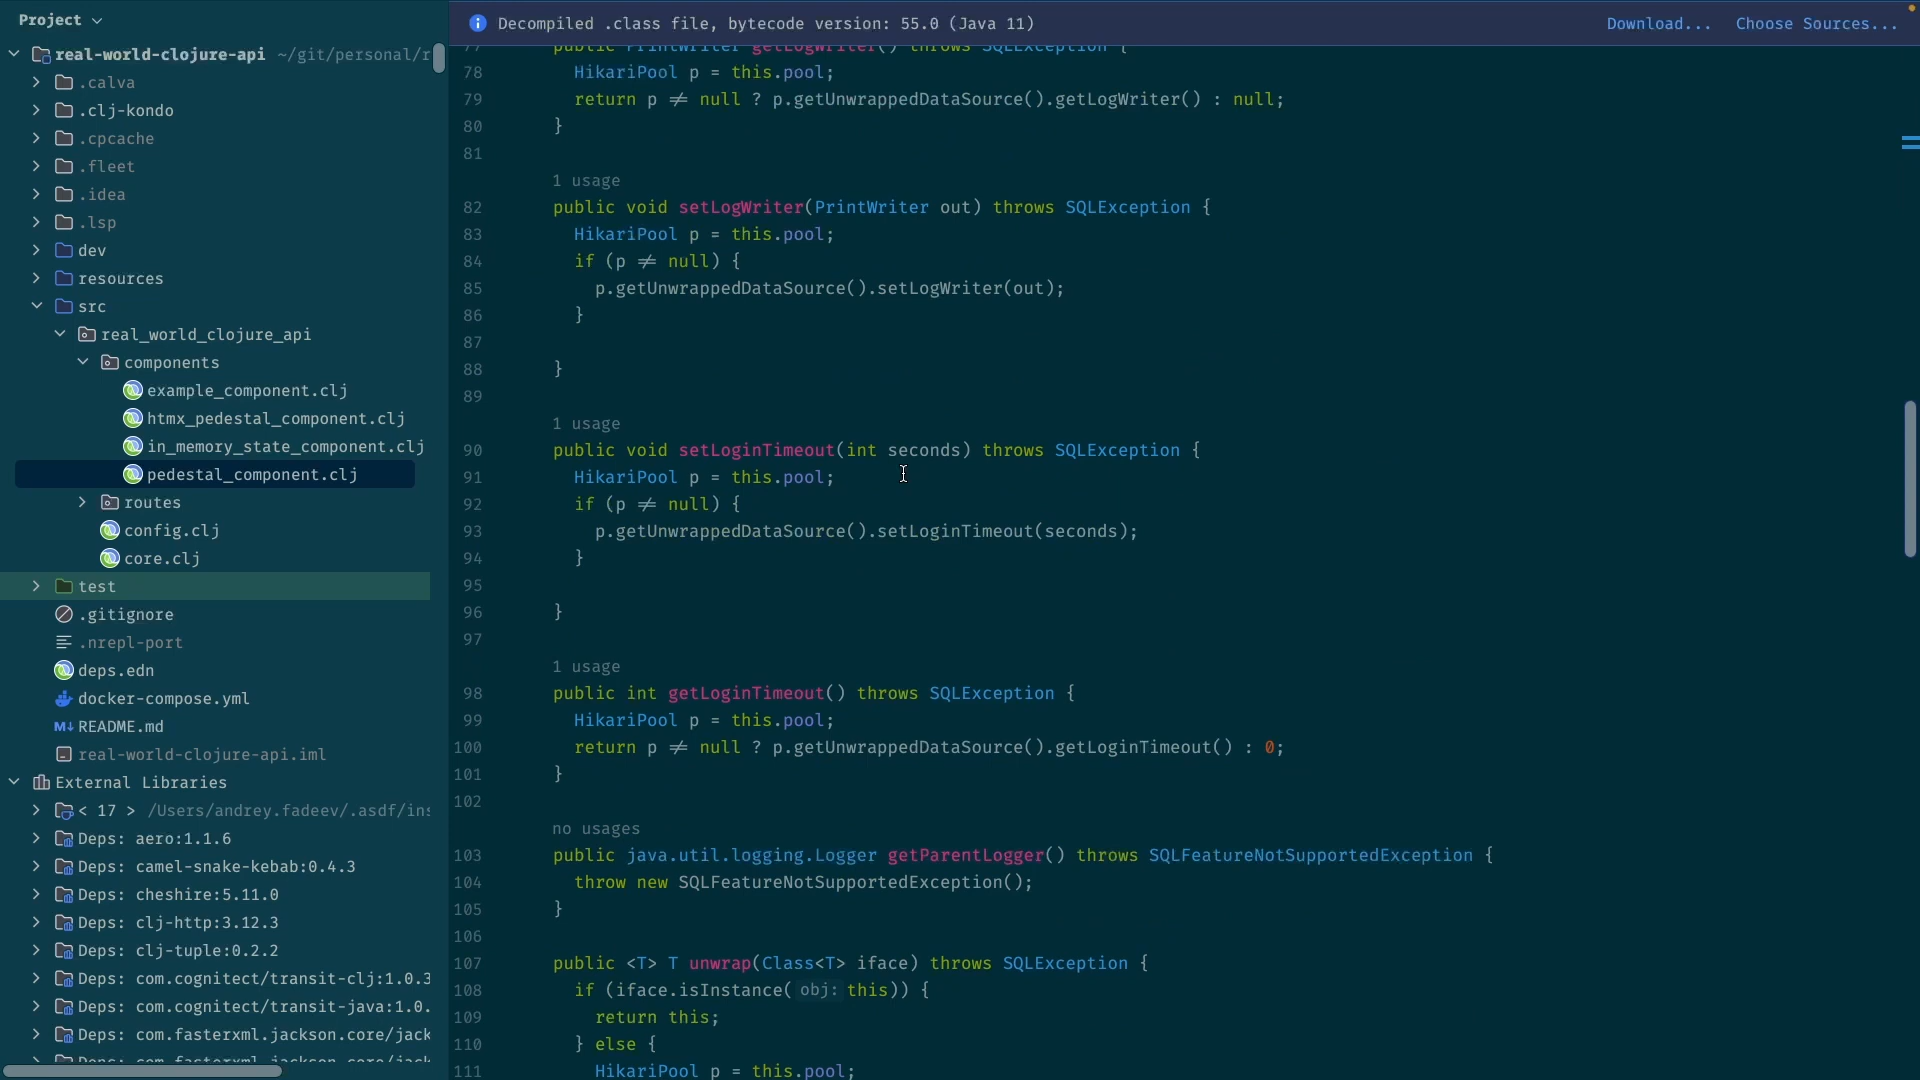 Project
real-world-clojure-api ~/git/personal/r
.calva
.clj-kondo
.cpcache
.fleet
.idea
.lsp
dev
resources
src
real_world_clojure_api
components
example_component.clj
htmx_pedestal_component.clj
in_memory_state_component.clj
pedestal_component.clj
routes
config.clj
core.clj
test
.gitignore
.nrepl-port
deps.edn
docker-compose.yml
M↓ README.md
real-world-clojure-api.iml
External Libraries
< 17 > /Users/andrey.fadeev/.asdf/ins
Deps: aero:1.1.6
Deps: camel-snake-kebab:0.4.3
Deps: cheshire:5.11.0
Deps: clj-http:3.12.3
Deps: clj-tuple:0.2.2
Deps: com.cognitect/transit-clj:1.0.3
Deps: com.cognitect/transit-java:1.0.
Deps: com.fasterxml.jackson.core/jack
Deps: com.fasterxml.jackson.core/jack
Decompiled .class file, bytecode version: 55.0 (Java 11)
Download... Choose Sources...
77 public PrintWriter getLogWriter() throws SQLException {
78 HikariPool p = this.pool;
79 return p ≠ null ? p.getUnwrappedDataSource().getLogWriter() : null;
80 }
81
1 usage
82 public void setLogWriter(PrintWriter out) throws SQLException {
83 HikariPool p = this.pool;
84 if (p ≠ null) {
85 p.getUnwrappedDataSource().setLogWriter(out);
86 }
87
88 }
89
1 usage
90 public void setLoginTimeout(int seconds) throws SQLException {
91 HikariPool p = this.pool;
92 if (p ≠ null) {
93 p.getUnwrappedDataSource().setLoginTimeout(seconds);
94 }
95
96 }
97
1 usage
98 public int getLoginTimeout() throws SQLException {
99 HikariPool p = this.pool;
100 return p ≠ null ? p.getUnwrappedDataSource().getLoginTimeout() : 0;
101 }
102
no usages
103 public java.util.logging.Logger getParentLogger() throws SQLFeatureNotSupportedException {
104 throw new SQLFeatureNotSupportedException();
105 }
106
107 public <T> T unwrap(Class<T> iface) throws SQLException {
108 if (iface.isInstance( obj: this)) {
109 return this;
110 } else {
111 HikariPool p = this.pool;